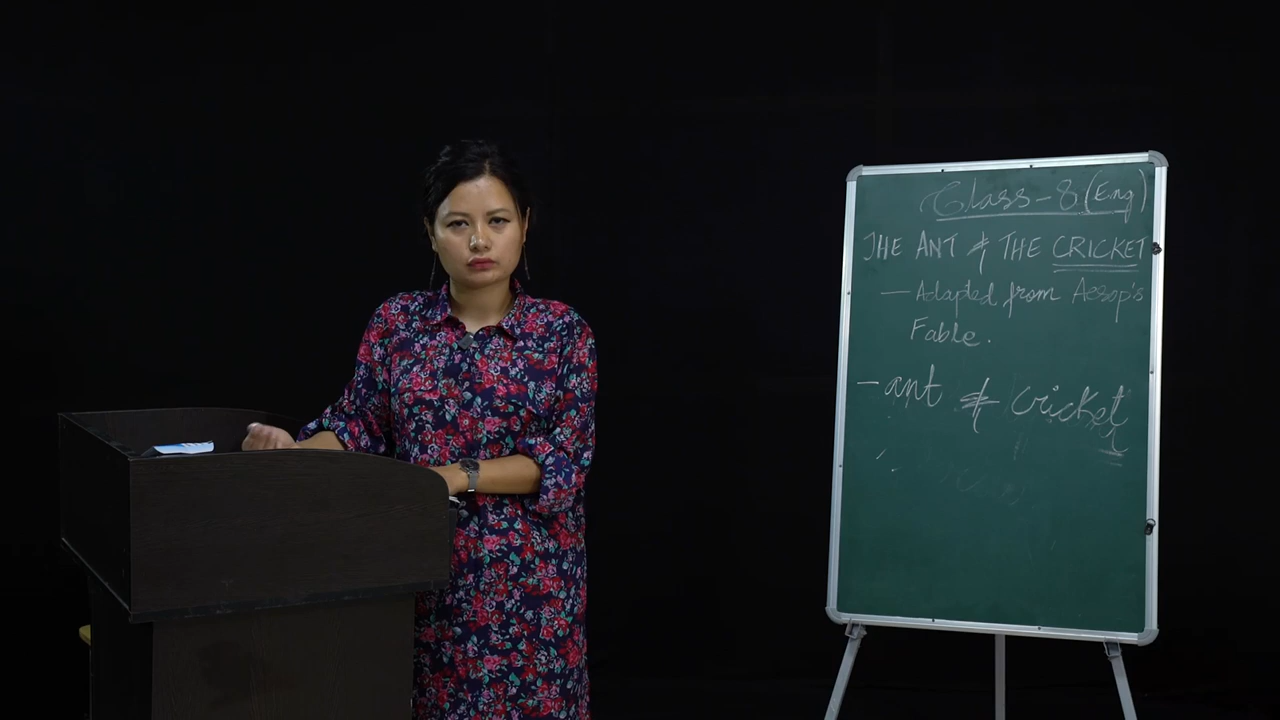 Class-8 (Eng)
THE ANT & THE CRICKET
- Adapted from Aesop's
Fable.
- ant & cricket